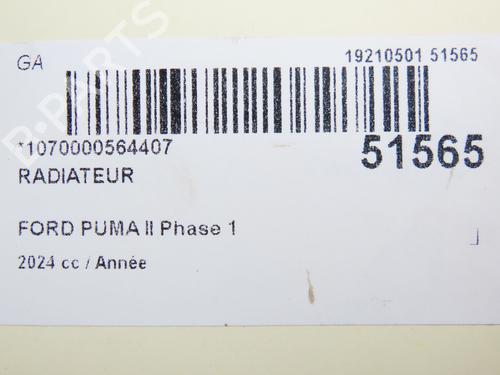 GA
19210501 51565
*1070000564407
51565
RADIATEUR
FORD PUMA II Phase 1
2024 cc / Année
B-PARTS